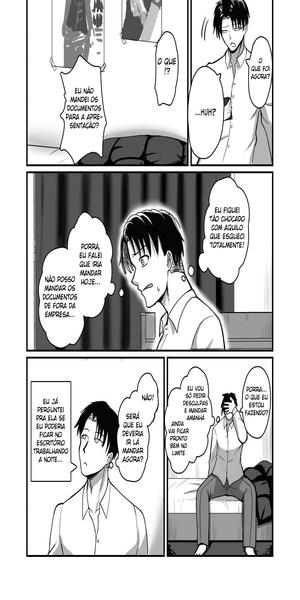 O QUE
FOI
AGORA?
...HUH?
O QUE
!?
EU NÃO
MANDEI OS
DOCUMENTOS
PARA A APRE-
SENTAÇÃO?
EU FIQUEI
TÃO CHOCADO
COM AQUILO
QUE ESQUECI
TOTALMENTE!
PORRA,
EU FALEI
QUE IRIA
MANDAR
HOJE...
NÃO POSSO
MANDAR OS
DOCUMENTOS
DE FORA DA
EMPRESA...
PORRA...
O QUE EU
ESTOU
FAZENDO?
EU VOU
SÓ PEDIR
DESCULPAS
E MANDAR
AMANHÃ
AINDA
VAI FICAR
PRONTO BEM
NO LIMITE
NÃO!
SERÁ
QUE EU
DEVERIA
IR LÁ
MANDAR
AGORA?
EU JÁ
PERGUNTEI
PRA ELA SE
EU PODERIA
FICAR NO
ESCRITÓRIO
TRABALHANDO
A NOITE...